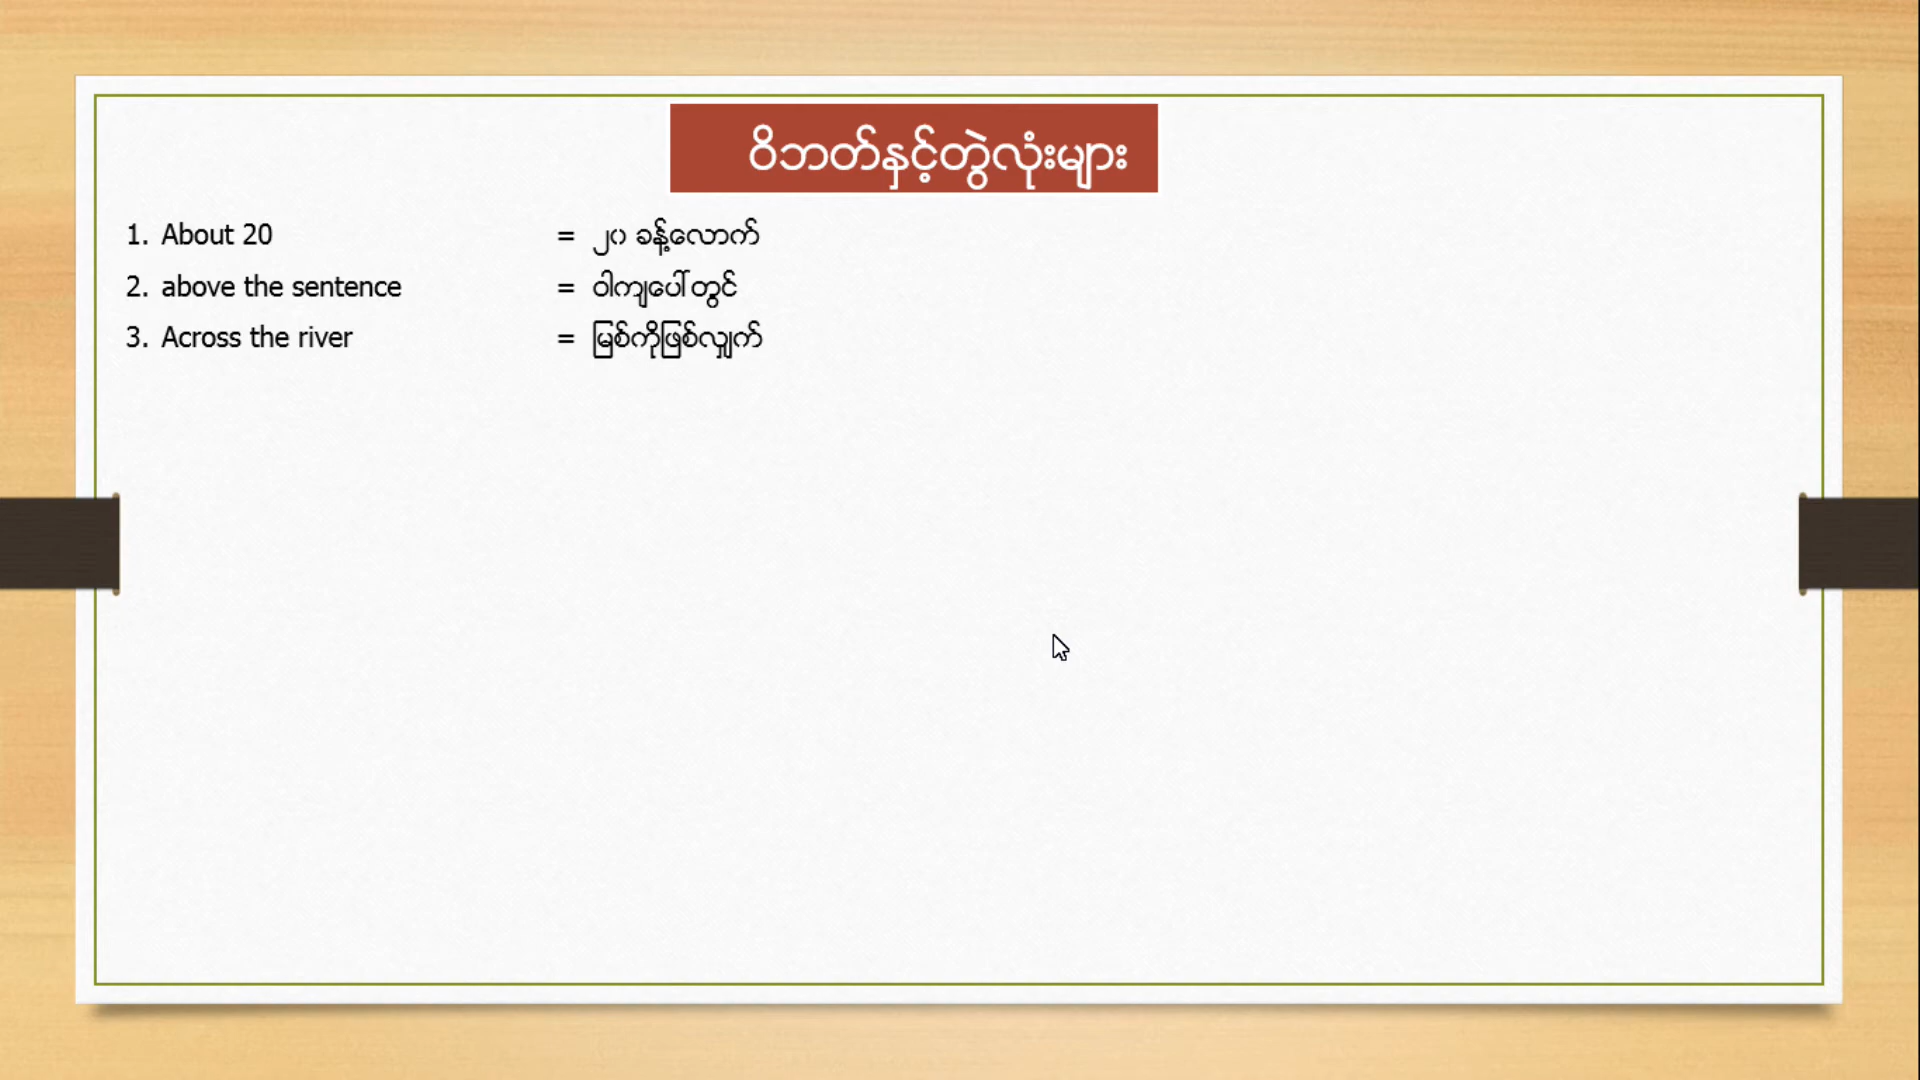 ဝိဘတ်နှင့်တွဲလုံးများ
1. About 20 = ၂၀ ခန့်လောက်
2. above the sentence = ဝါကျပေါ်တွင်
3. Across the river = မြစ်ကိုဖြစ်လျှက်